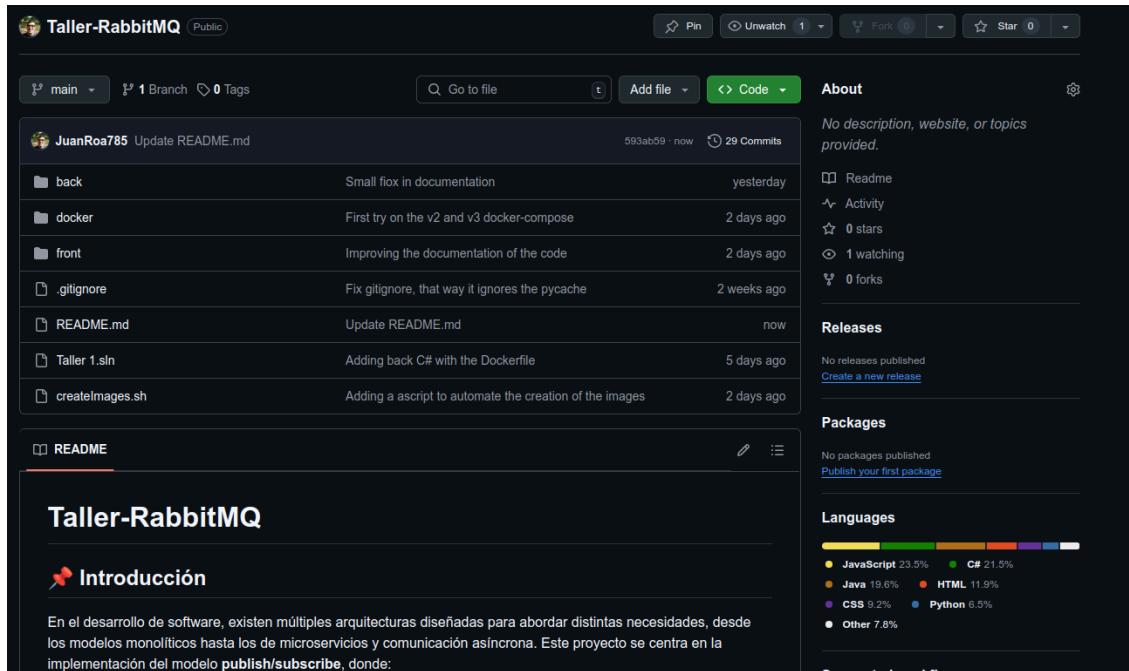 Taller-RabbitMQ Public
Pin
Unwatch 1
Fork 0
Star 0
main
1 Branch
0 Tags
Go to file t
Add file
Code
JuanRoa785 Update README.md 593ab59 · now 29 Commits
back Small fiox in documentation yesterday
docker First try on the v2 and v3 docker-compose 2 days ago
front Improving the documentation of the code 2 days ago
.gitignore Fix gitignore, that way it ignores the pycache 2 weeks ago
README.md Update README.md now
Taller 1.sln Adding back C# with the Dockerfile 5 days ago
createImages.sh Adding a ascript to automate the creation of the images 2 days ago
README
Taller-RabbitMQ
Introducción
En el desarrollo de software, existen múltiples arquitecturas diseñadas para abordar distintas necesidades, desde
los modelos monolíticos hasta los de microservicios y comunicación asíncrona. Este proyecto se centra en la
implementación del modelo publish/subscribe, donde:
About
No description, website, or topics
provided.
Readme
Activity
0 stars
1 watching
0 forks
Releases
No releases published
Create a new release
Packages
No packages published
Publish your first package
Languages
JavaScript 23.5% C# 21.5%
Java 19.6% HTML 11.9%
CSS 9.2% Python 6.5%
Other 7.8%